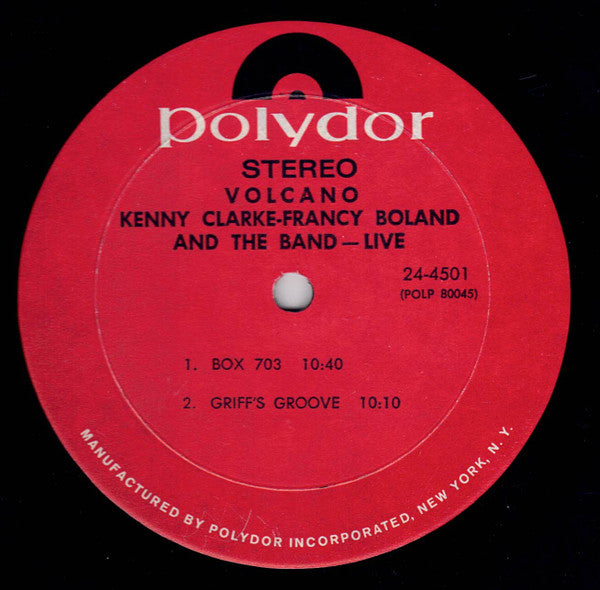 polydor
STEREO
VOLCANO
KENNY CLARKE-FRANCY BOLAND
AND THE BAND — LIVE
24-4501
(POLP 80045)
1. BOX 703 10:40
2. GRIFF'S GROOVE 10:10
MANUFACTURED BY POLYDOR INCORPORATED, NEW YORK, N. Y.